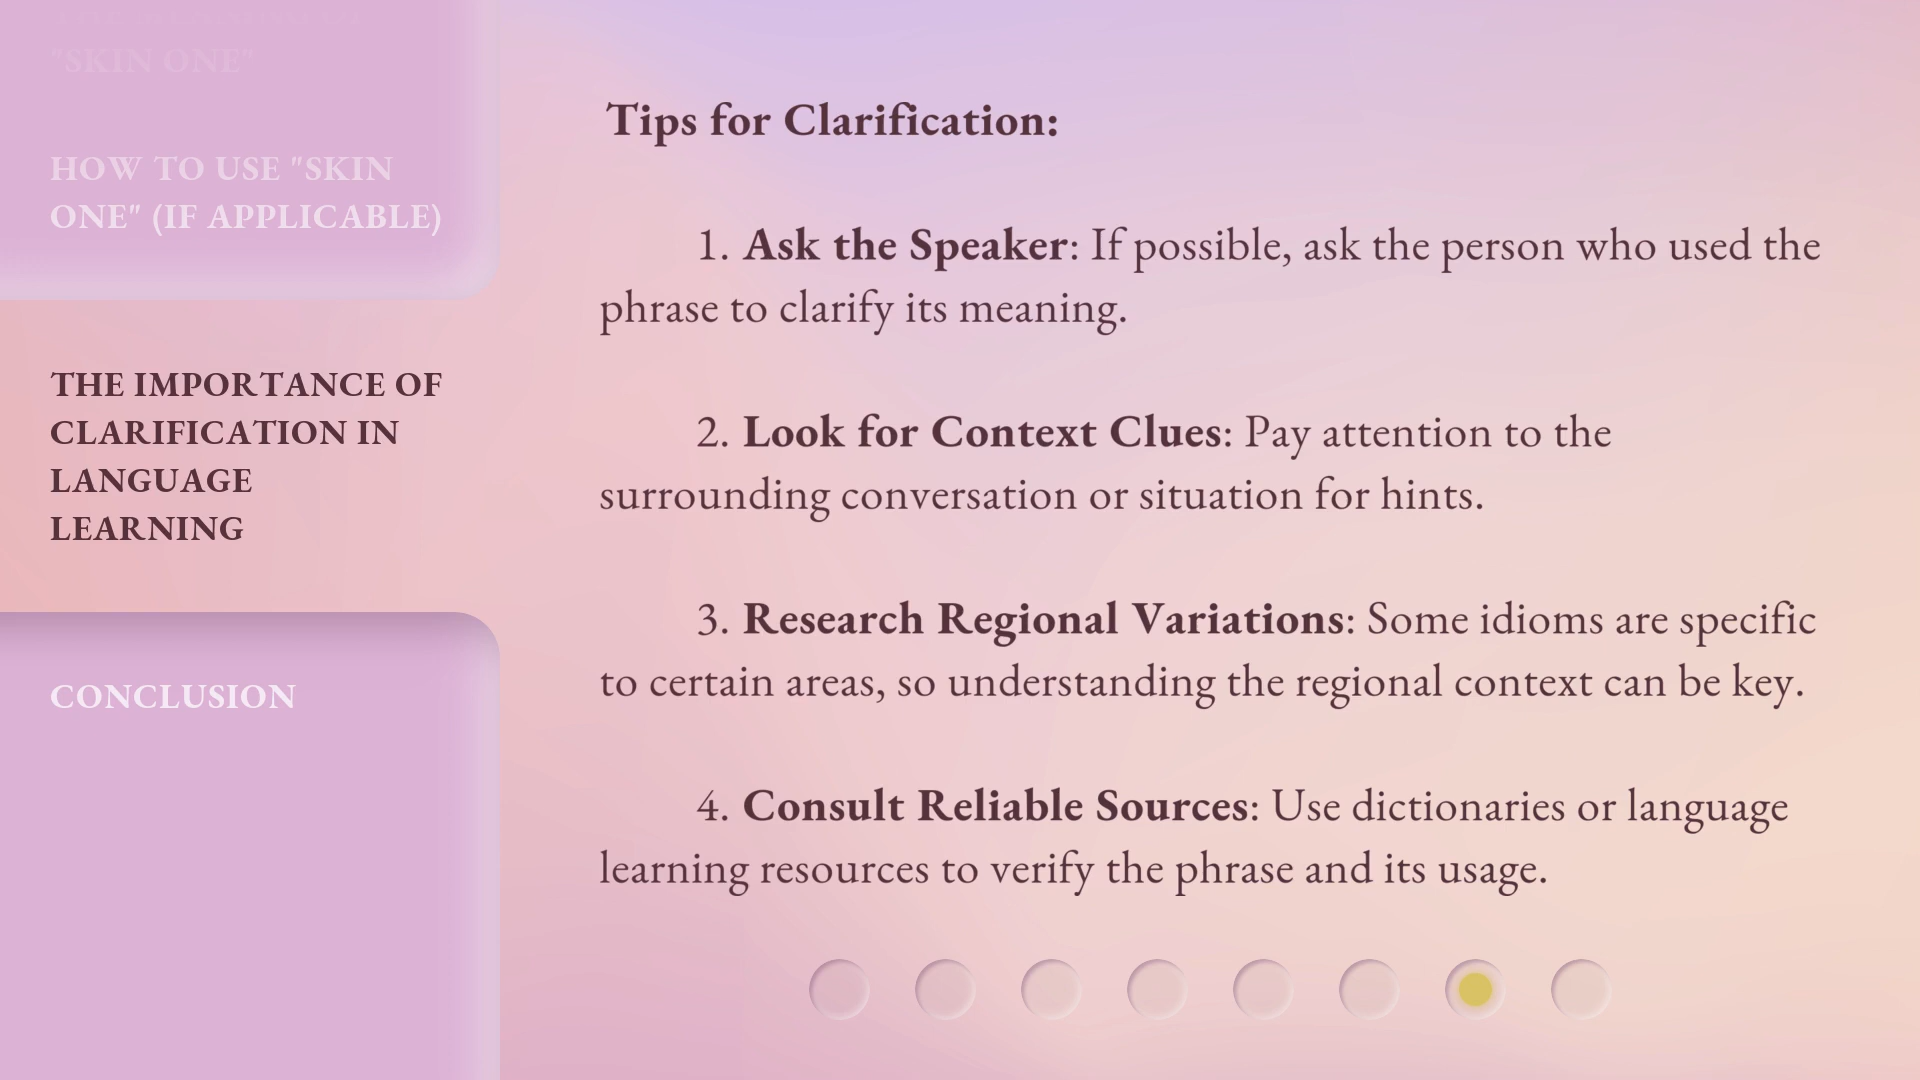 "SKIN ONE"
HOW TO USE "SKIN
ONE" (IF APPLICABLE)
THE IMPORTANCE OF
CLARIFICATION IN
LANGUAGE
LEARNING
CONCLUSION
Tips for Clarification:
1. Ask the Speaker: If possible, ask the person who used the
phrase to clarify its meaning.
2. Look for Context Clues: Pay attention to the
surrounding conversation or situation for hints.
3. Research Regional Variations: Some idioms are specific
to certain areas, so understanding the regional context can be key.
4. Consult Reliable Sources: Use dictionaries or language
learning resources to verify the phrase and its usage.